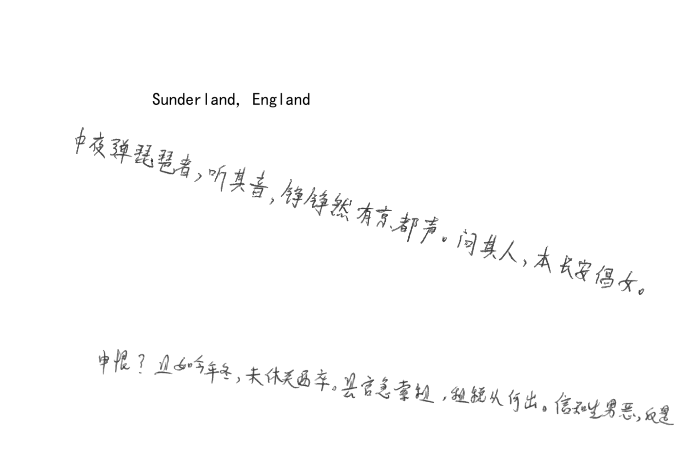 Sunderland, England
中夜弹琵琶者，听其音，铮铮然有京都声。问其人，本长安倡女。
申恨？且如今年冬，未休关西卒。县官急索租，租税从何出。信知生男恶，反是